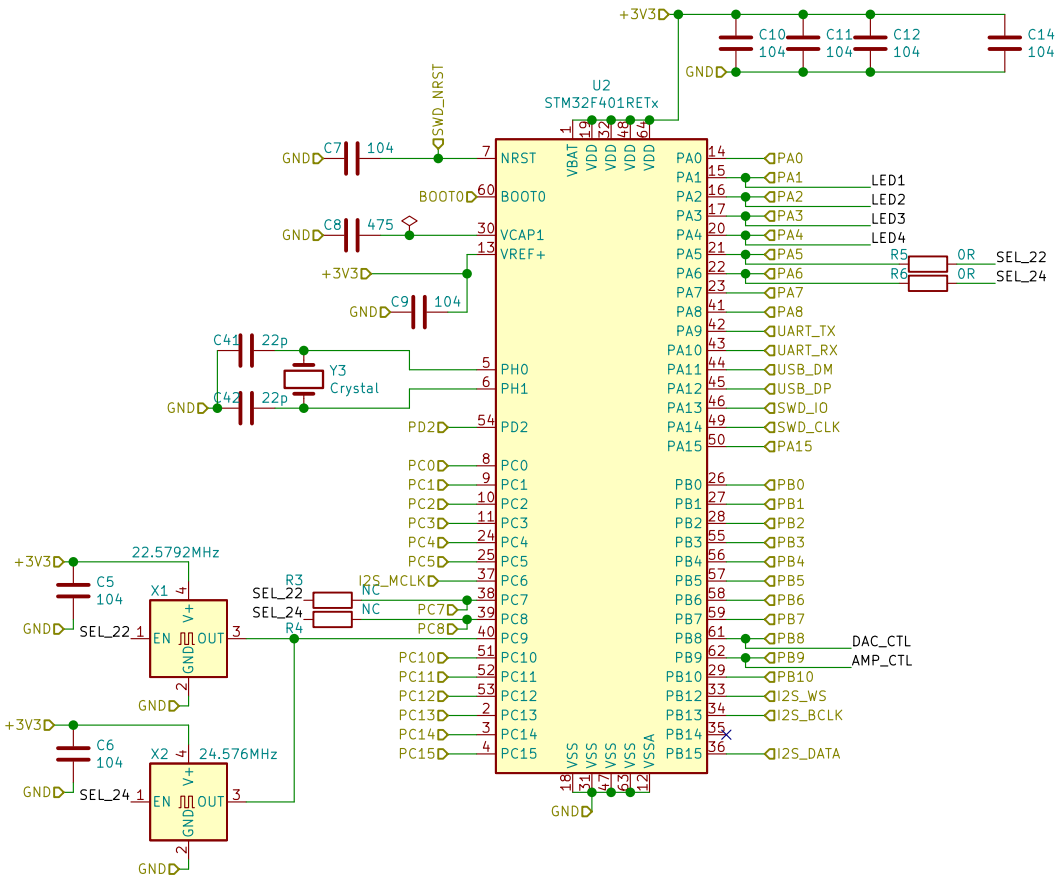 +3V3
C10
104
C11
104
C12
104
C14
104
GND
U2
STM32F401RETx
SWD_NRST
1
19
32
48
64
VBAT
VDD
VDD
VDD
VDD
GND
C7
104
7
NRST
BOOT0
60
BOOT0
GND
C8
475
30
VCAP1
13
VREF+
+3V3
GND
C9
104
C41
22p
Y3
Crystal
5
PH0
6
PH1
GND
C42
22p
PD2
54
PD2
PC0
8
PC0
PC1
9
PC1
PC2
10
PC2
PC3
11
PC3
PC4
24
PC4
PC5
25
PC5
I2S_MCLK
37
PC6
SEL_22
R3
NC
PC7
38
PC7
SEL_24
R4
NC
PC8
39
PC8
40
PC9
PC10
51
PC10
PC11
52
PC11
PC12
53
PC12
PC13
2
PC13
PC14
3
PC14
PC15
4
PC15
PA0
14
PA0
PA1
15
PA1
LED1
PA2
16
PA2
LED2
PA3
17
PA3
LED3
PA4
20
PA4
LED4
PA5
21
PA5
R5
0R
SEL_22
PA6
22
PA6
R6
0R
SEL_24
PA7
23
PA7
PA8
41
PA8
PA9
42
UART_TX
PA10
43
UART_RX
PA11
44
USB_DM
PA12
45
USB_DP
PA13
46
SWD_IO
PA14
49
SWD_CLK
PA15
50
PA15
PB0
26
PB0
PB1
27
PB1
PB2
28
PB2
PB3
55
PB3
PB4
56
PB4
PB5
57
PB5
PB6
58
PB6
PB7
59
PB7
PB8
61
PB8
DAC_CTL
PB9
62
PB9
AMP_CTL
PB10
29
PB10
PB12
33
I2S_WS
PB13
34
I2S_BCLK
PB14
35
PB15
36
I2S_DATA
VSS
VSS
VSS
VSS
VSSA
18
31
47
63
12
GND
+3V3
22.5792MHz
C5
104
X1
4
V+
GND
SEL_22
1
EN
OUT
3
GND
2
GND
+3V3
C6
104
X2
24.576MHz
4
V+
GND
SEL_24
1
EN
OUT
3
GND
2
GND